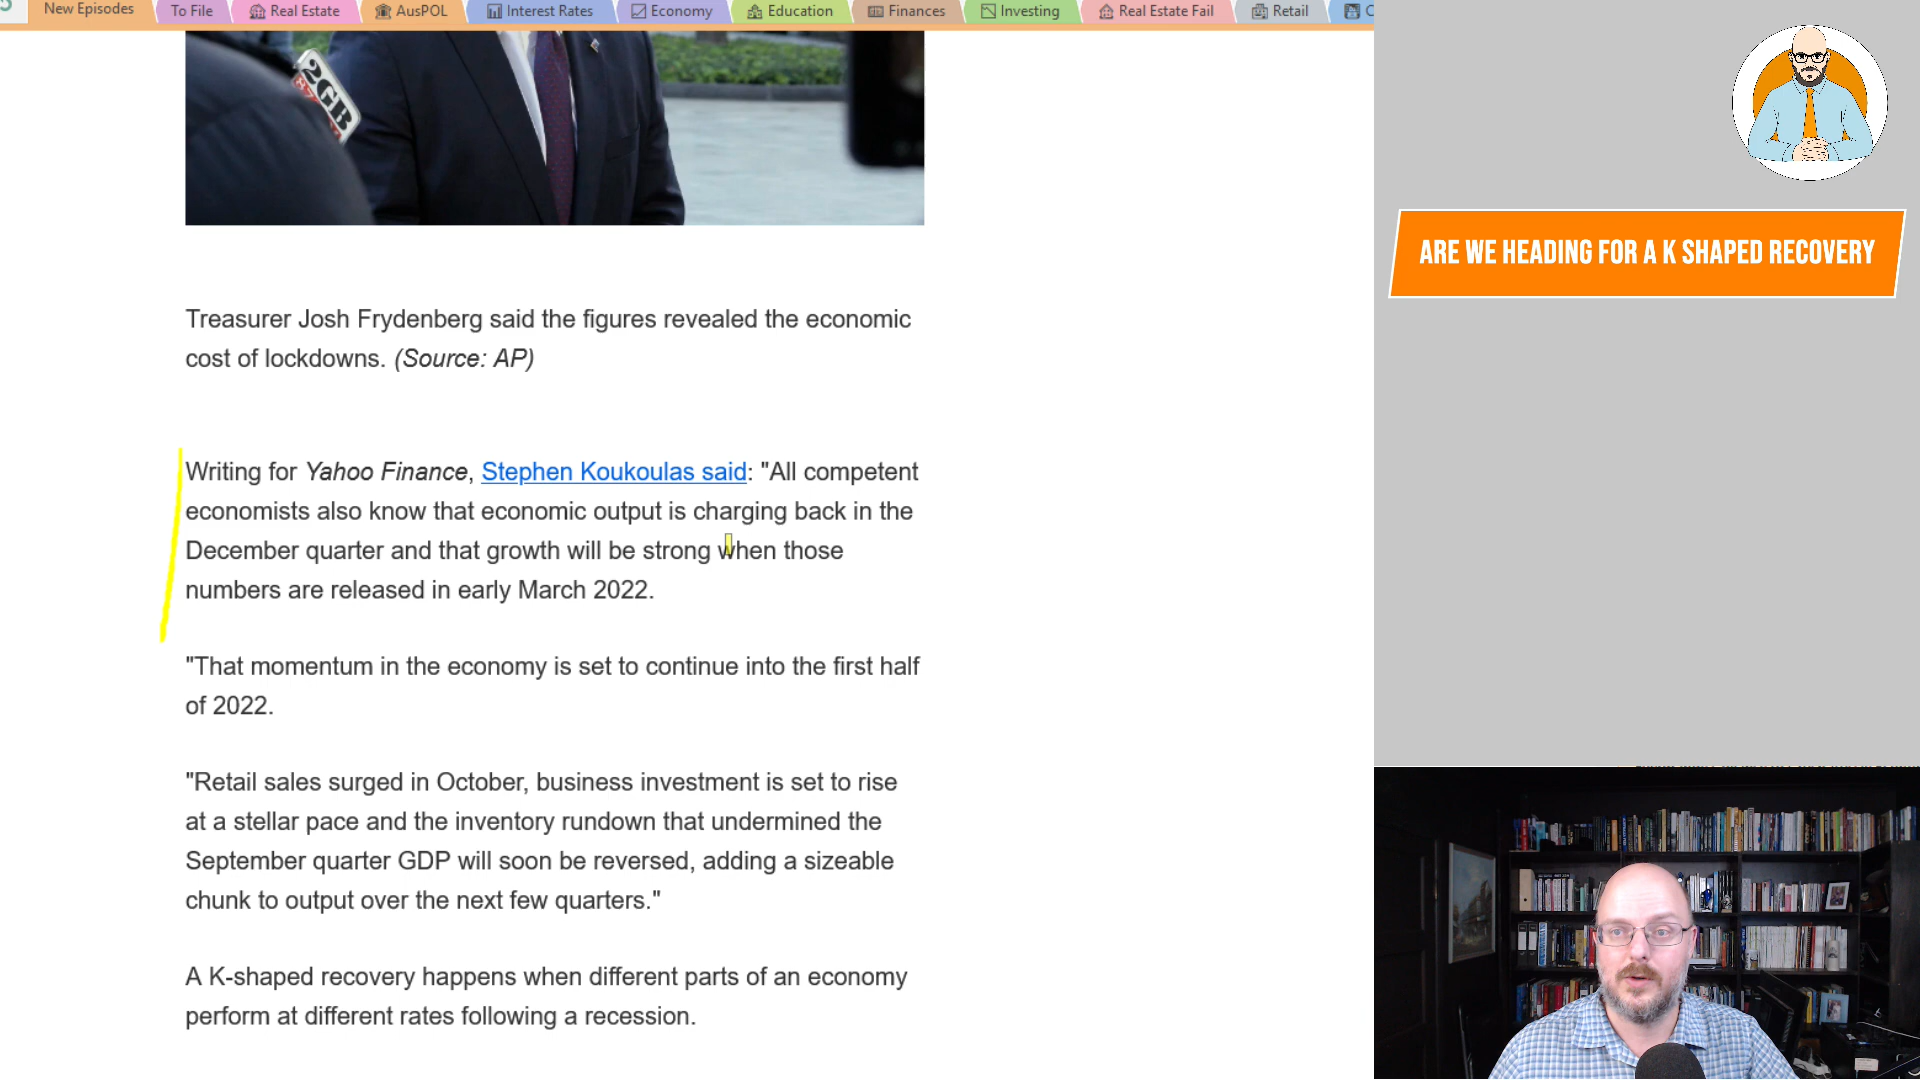 New Episodes
To File
Real Estate
AusPOL
Interest Rates
Economy
Education
Finances
Investing
Real Estate Fail
Retail
2GB
ARE WE HEADING FOR A K SHAPED RECOVERY
Treasurer Josh Frydenberg said the figures revealed the economic
cost of lockdowns. (Source: AP)
Writing for Yahoo Finance, Stephen Koukoulas said: "All competent
economists also know that economic output is charging back in the
December quarter and that growth will be strong when those
numbers are released in early March 2022.
"That momentum in the economy is set to continue into the first half
of 2022.
"Retail sales surged in October, business investment is set to rise
at a stellar pace and the inventory rundown that undermined the
September quarter GDP will soon be reversed, adding a sizeable
chunk to output over the next few quarters."
A K-shaped recovery happens when different parts of an economy
perform at different rates following a recession.